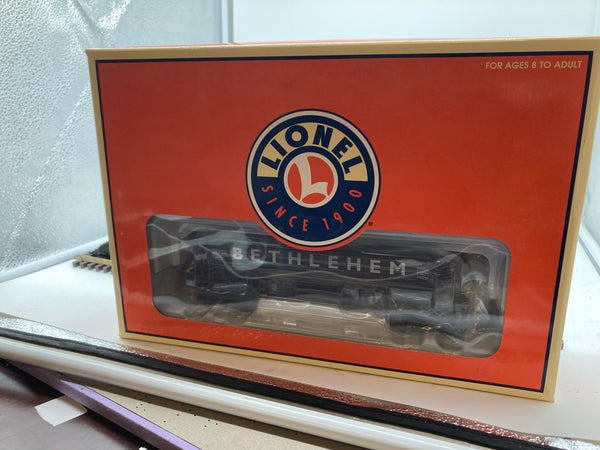 FOR AGES 8 TO ADULT
LIONEL
L
SINCE 1900
BETHLEHEM